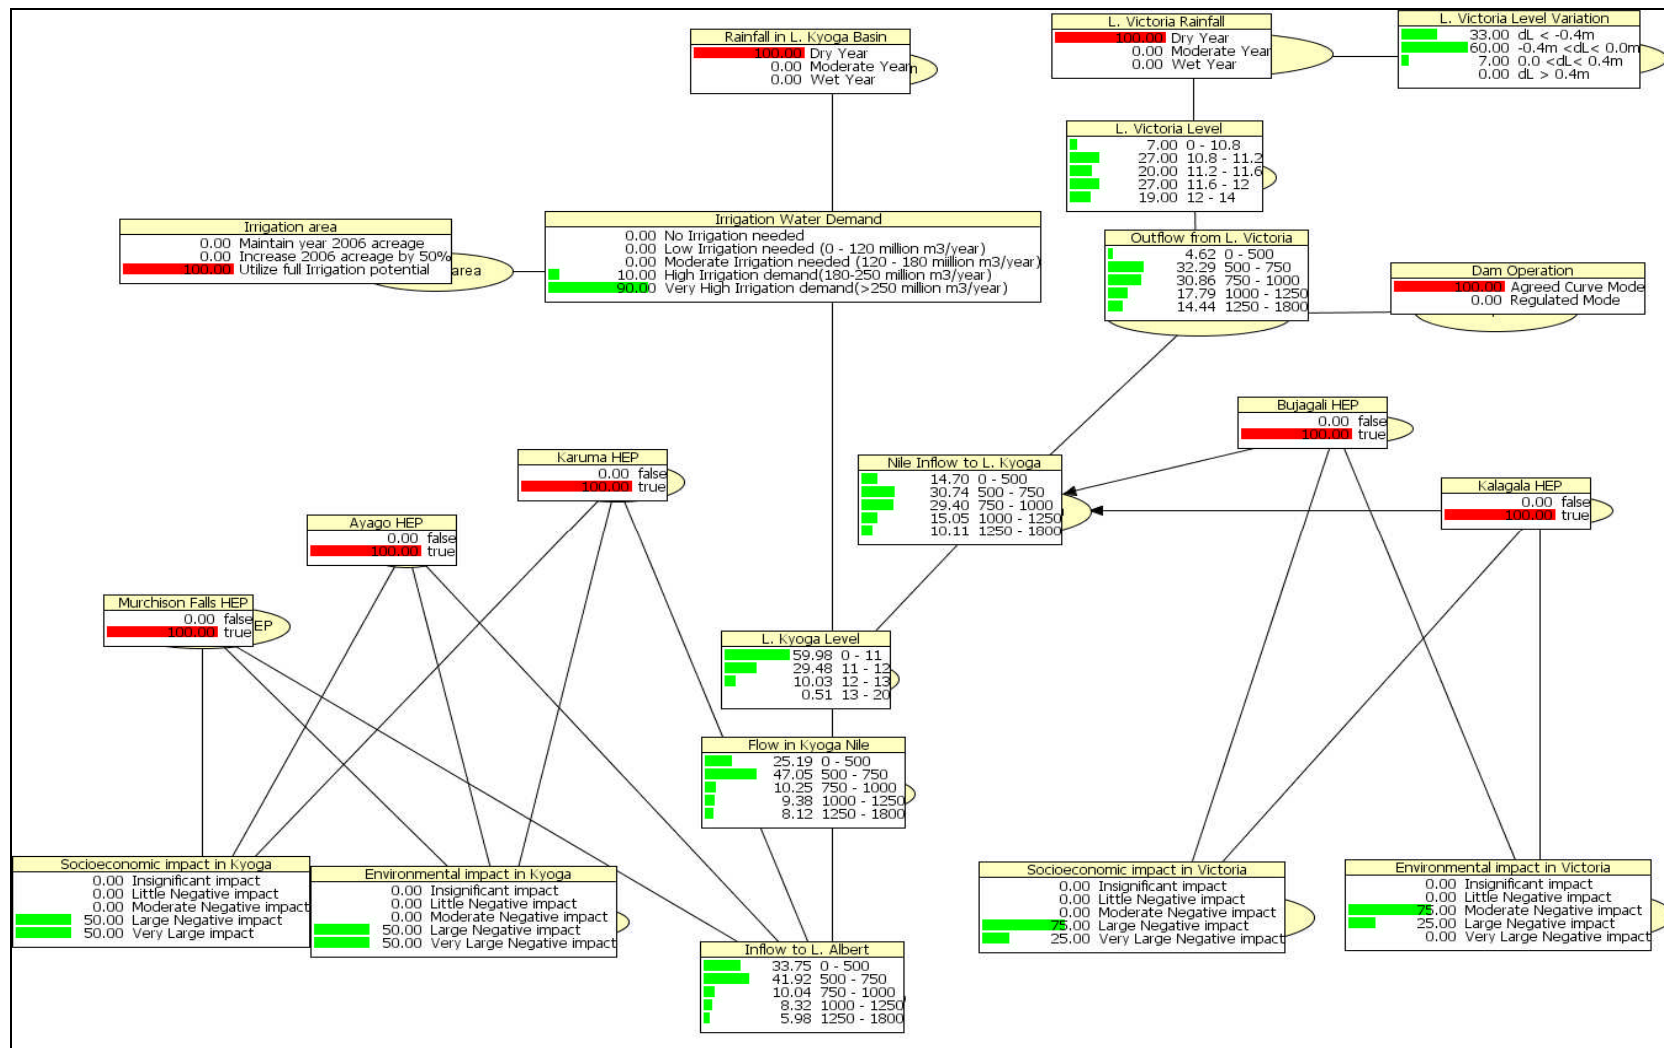 L. Victoria Rainfall
100.00 Dry Year
0.00 Moderate Year
0.00 Wet Year
L. Victoria Level Variation
33.00 dL < -0.4m
60.00 -0.4m <dL< 0.0m
7.00 0.0 <dL< 0.4m
0.00 dL > 0.4m
Rainfall in L. Kyoga Basin
100.00 Dry Year
0.00 Moderate Year
0.00 Wet Year
L. Victoria Level
7.00 0 - 10.8
27.00 10.8 - 11.2
20.00 11.2 - 11.6
27.00 11.6 - 12
19.00 12 - 14
Irrigation area
0.00 Maintain year 2006 acreage
0.00 Increase 2006 acreage by 50%
100.00 Utilize full Irrigation potential
area
Irrigation Water Demand
0.00 No Irrigation needed
0.00 Low Irrigation needed (0 - 120 million m3/year)
0.00 Moderate Irrigation needed (120 - 180 million m3/year)
10.00 High Irrigation demand(180-250 million m3/year)
90.00 Very High Irrigation demand(>250 million m3/year)
Outflow from L. Victoria
4.62 0 - 500
32.29 500 - 750
30.86 750 - 1000
17.79 1000 - 1250
14.44 1250 - 1800
Dam Operation
100.00 Agreed Curve Mode
0.00 Regulated Mode
Bujagali HEP
0.00 false
100.00 true
Karuma HEP
0.00 false
100.00 true
Nile Inflow to L. Kyoga
14.70 0 - 500
30.74 500 - 750
29.40 750 - 1000
15.05 1000 - 1250
10.11 1250 - 1800
Kalagala HEP
0.00 false
100.00 true
Ayago HEP
0.00 false
100.00 true
Murchison Falls HEP
0.00 false
100.00 true
EP
L. Kyoga Level
59.98 0 - 11
29.48 11 - 12
10.03 12 - 13
0.51 13 - 20
Flow in Kyoga Nile
25.19 0 - 500
47.05 500 - 750
10.25 750 - 1000
9.38 1000 - 1250
8.12 1250 - 1800
Socioeconomic impact in Kyoga
0.00 Insignificant impact
0.00 Little Negative impact
0.00 Moderate Negative impact
50.00 Large Negative impact
50.00 Very Large impact
Environmental impact in Kyoga
0.00 Insignificant impact
0.00 Little Negative impact
0.00 Moderate Negative impact
50.00 Large Negative impact
50.00 Very Large Negative impact
Socioeconomic impact in Victoria
0.00 Insignificant impact
0.00 Little Negative impact
0.00 Moderate Negative impact
75.00 Large Negative impact
25.00 Very Large Negative impact
Environmental impact in Victoria
0.00 Insignificant impact
0.00 Little Negative impact
75.00 Moderate Negative impact
25.00 Large Negative impact
0.00 Very Large Negative impact
Inflow to L. Albert
33.75 0 - 500
41.92 500 - 750
10.04 750 - 1000
8.32 1000 - 1250
5.98 1250 - 1800